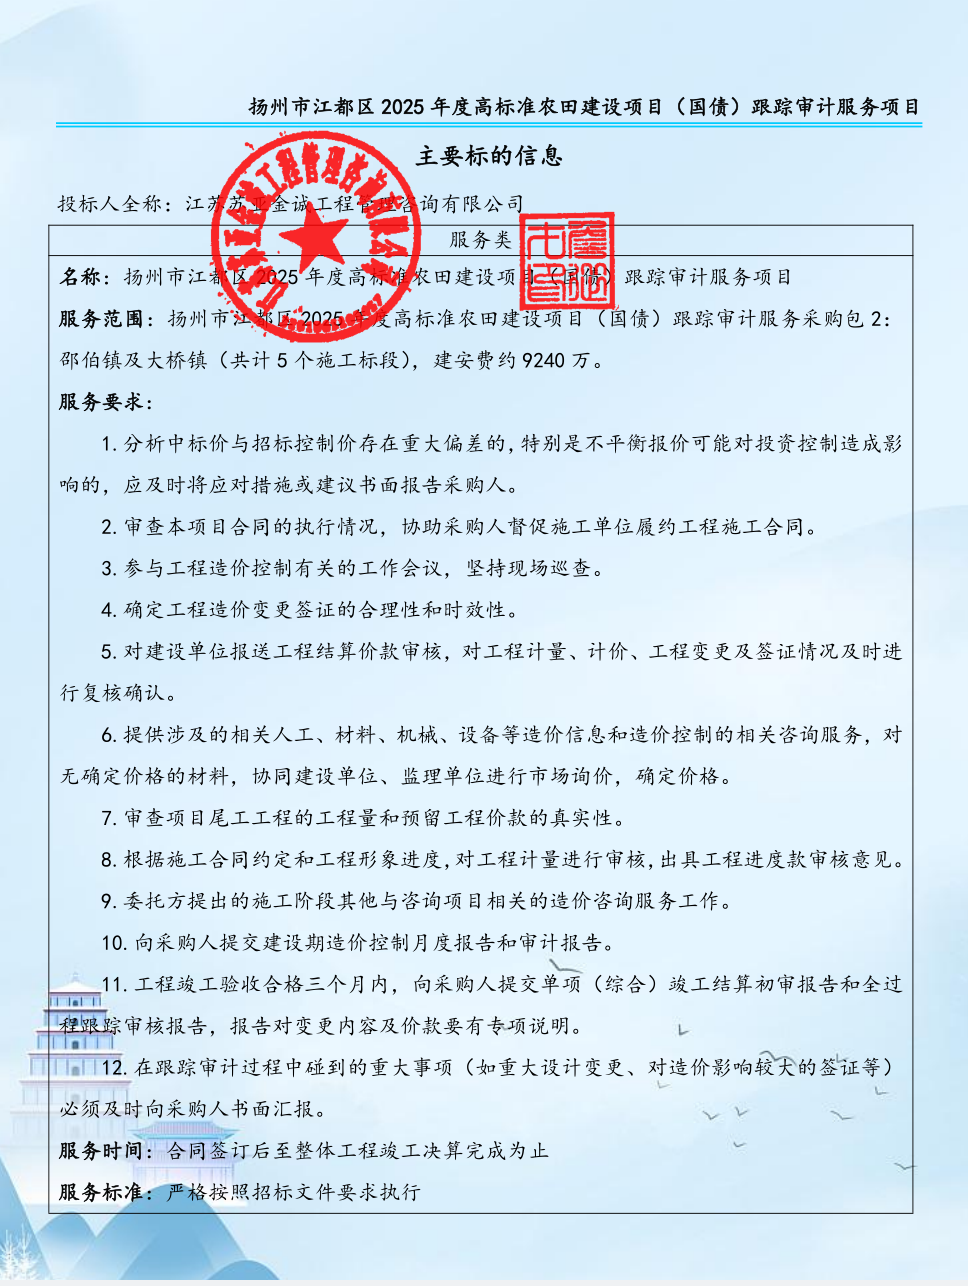 扬州市江都区 2025 年度高标准农田建设项目（国债）跟踪审计服务项目
主要标的信息
投标人全称：江苏苏亚金诚工程管理咨询有限公司
服务类
名称：扬州市江都区 2025 年度高标准农田建设项目（国债）跟踪审计服务项目
服务范围：扬州市江都区 2025 年度高标准农田建设项目（国债）跟踪审计服务采购包 2：
邵伯镇及大桥镇（共计 5 个施工标段），建安费约 9240 万。
服务要求：
1.分析中标价与招标控制价存在重大偏差的,特别是不平衡报价可能对投资控制造成影
响的，应及时将应对措施或建议书面报告采购人。
2.审查本项目合同的执行情况，协助采购人督促施工单位履约工程施工合同。
3.参与工程造价控制有关的工作会议，坚持现场巡查。
4.确定工程造价变更签证的合理性和时效性。
5.对建设单位报送工程结算价款审核，对工程计量、计价、工程变更及签证情况及时进
行复核确认。
6.提供涉及的相关人工、材料、机械、设备等造价信息和造价控制的相关咨询服务，对
无确定价格的材料，协同建设单位、监理单位进行市场询价，确定价格。
7.审查项目尾工工程的工程量和预留工程价款的真实性。
8.根据施工合同约定和工程形象进度,对工程计量进行审核,出具工程进度款审核意见。
9.委托方提出的施工阶段其他与咨询项目相关的造价咨询服务工作。
10.向采购人提交建设期造价控制月度报告和审计报告。
11.工程竣工验收合格三个月内，向采购人提交单项（综合）竣工结算初审报告和全过
程跟踪审核报告，报告对变更内容及价款要有专项说明。
12.在跟踪审计过程中碰到的重大事项（如重大设计变更、对造价影响较大的签证等）
必须及时向采购人书面汇报。
服务时间：合同签订后至整体工程竣工决算完成为止
服务标准：严格按照招标文件要求执行